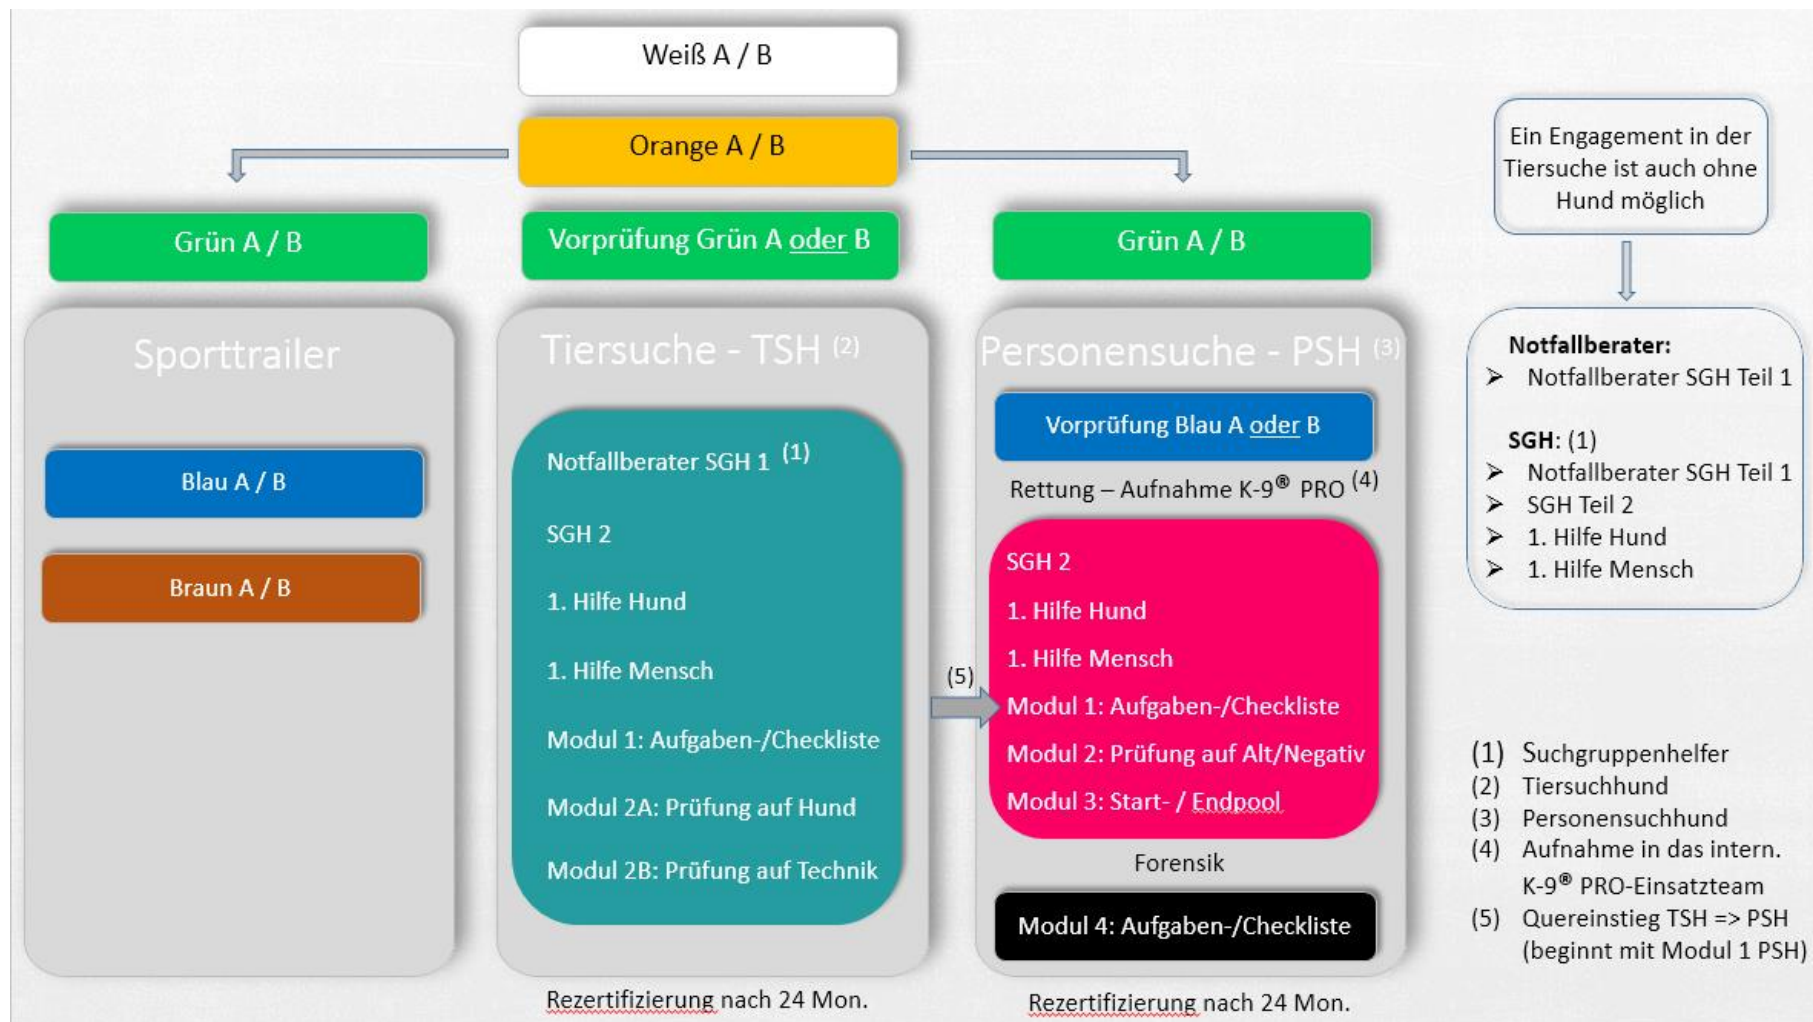 Weiß A / B
Orange A / B
Grün A / B
Vorprüfung Grün A oder B
Grün A / B
Sporttrailer
Blau A / B
Braun A / B
Tiersuche - TSH (2)
Notfallberater SGH 1 (1)
SGH 2
1. Hilfe Hund
1. Hilfe Mensch
Modul 1: Aufgaben-/Checkliste
Modul 2A: Prüfung auf Hund
Modul 2B: Prüfung auf Technik
Rezertifizierung nach 24 Mon.
(5)
Personensuche - PSH (3)
Vorprüfung Blau A oder B
Rettung – Aufnahme K-9® PRO (4)
SGH 2
1. Hilfe Hund
1. Hilfe Mensch
Modul 1: Aufgaben-/Checkliste
Modul 2: Prüfung auf Alt/Negativ
Modul 3: Start- / Endpool
Forensik
Modul 4: Aufgaben-/Checkliste
Rezertifizierung nach 24 Mon.
Ein Engagement in der
Tiersuche ist auch ohne
Hund möglich
Notfallberater:
➢ Notfallberater SGH Teil 1
SGH: (1)
➢ Notfallberater SGH Teil 1
➢ SGH Teil 2
➢ 1. Hilfe Hund
➢ 1. Hilfe Mensch
(1) Suchgruppenhelfer
(2) Tiersuchhund
(3) Personensuchhund
(4) Aufnahme in das intern.
K-9® PRO-Einsatzteam
(5) Quereinstieg TSH => PSH
(beginnt mit Modul 1 PSH)